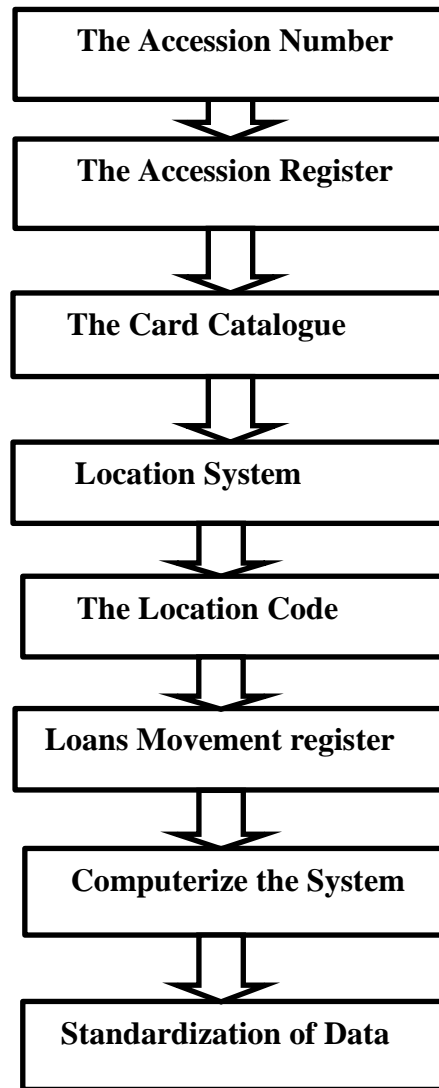 The Accession Number
The Accession Register
The Card Catalogue
Location System
The Location Code
Loans Movement register
Computerize the System
Standardization of Data